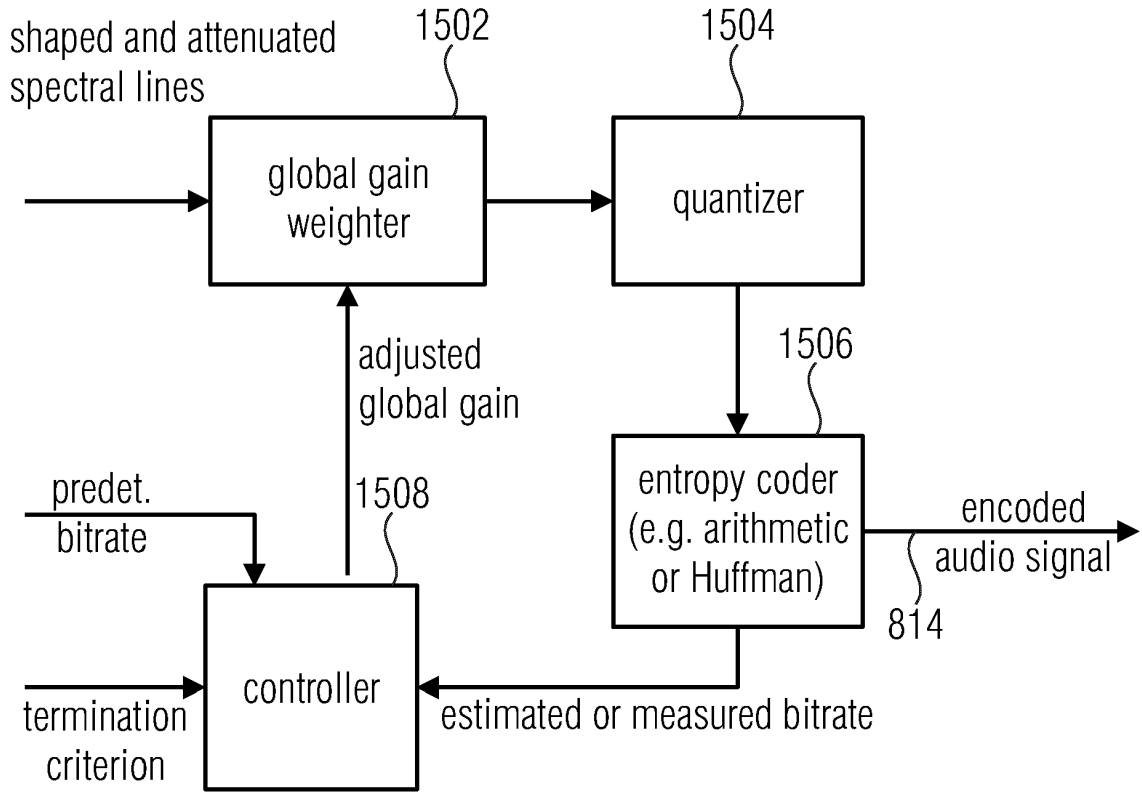 shaped and attenuated
spectral lines
1502
1504
global gain
weighter
quantizer
adjusted
global gain
1506
predet.
bitrate
1508
entropy coder
(e.g. arithmetic
or Huffman)
encoded
audio signal
814
controller
termination
criterion
estimated or measured bitrate